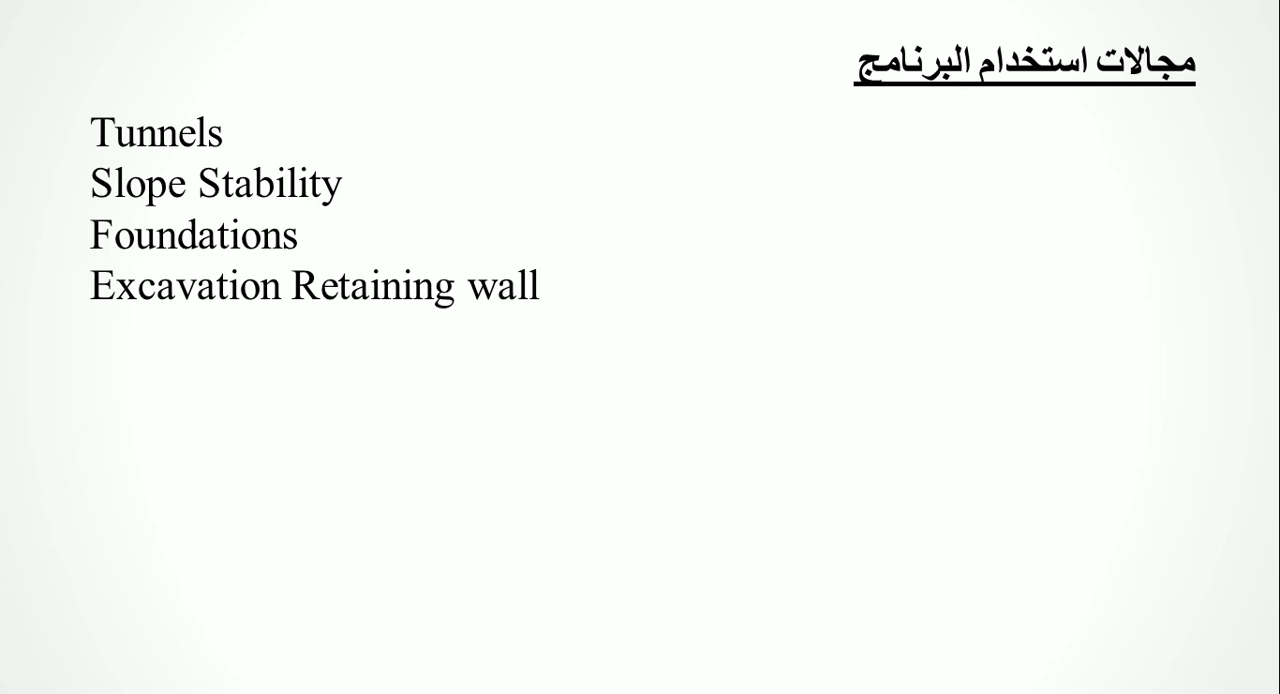 مجالات استخدام البرنامج
Tunnels
Slope Stability
Foundations
Excavation Retaining wall